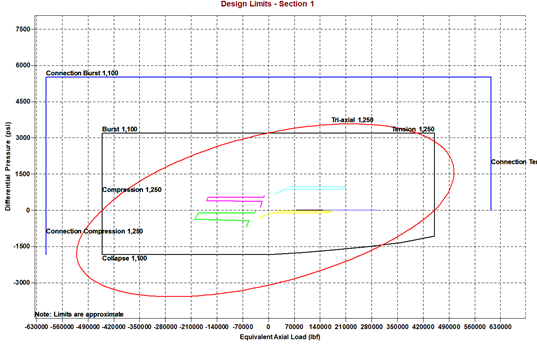 Design Limits - Section 1
7500
6000
Connection Burst 1,100
4500
Tri-axial 1,250
Burst 1,100
Tension 1,250
3000
Differential Pressure (psi)
1500
Connection Ten
Compression 1,250
0
Connection Compression 1,250
-1500
Collapse 1,100
-3000
Note: Limits are approximate
-630000 -560000 -490000 -420000 -350000 -280000 -210000 -140000 -70000 0 70000 140000 210000 280000 350000 420000 490000 560000 630000
Equivalent Axial Load (lbf)